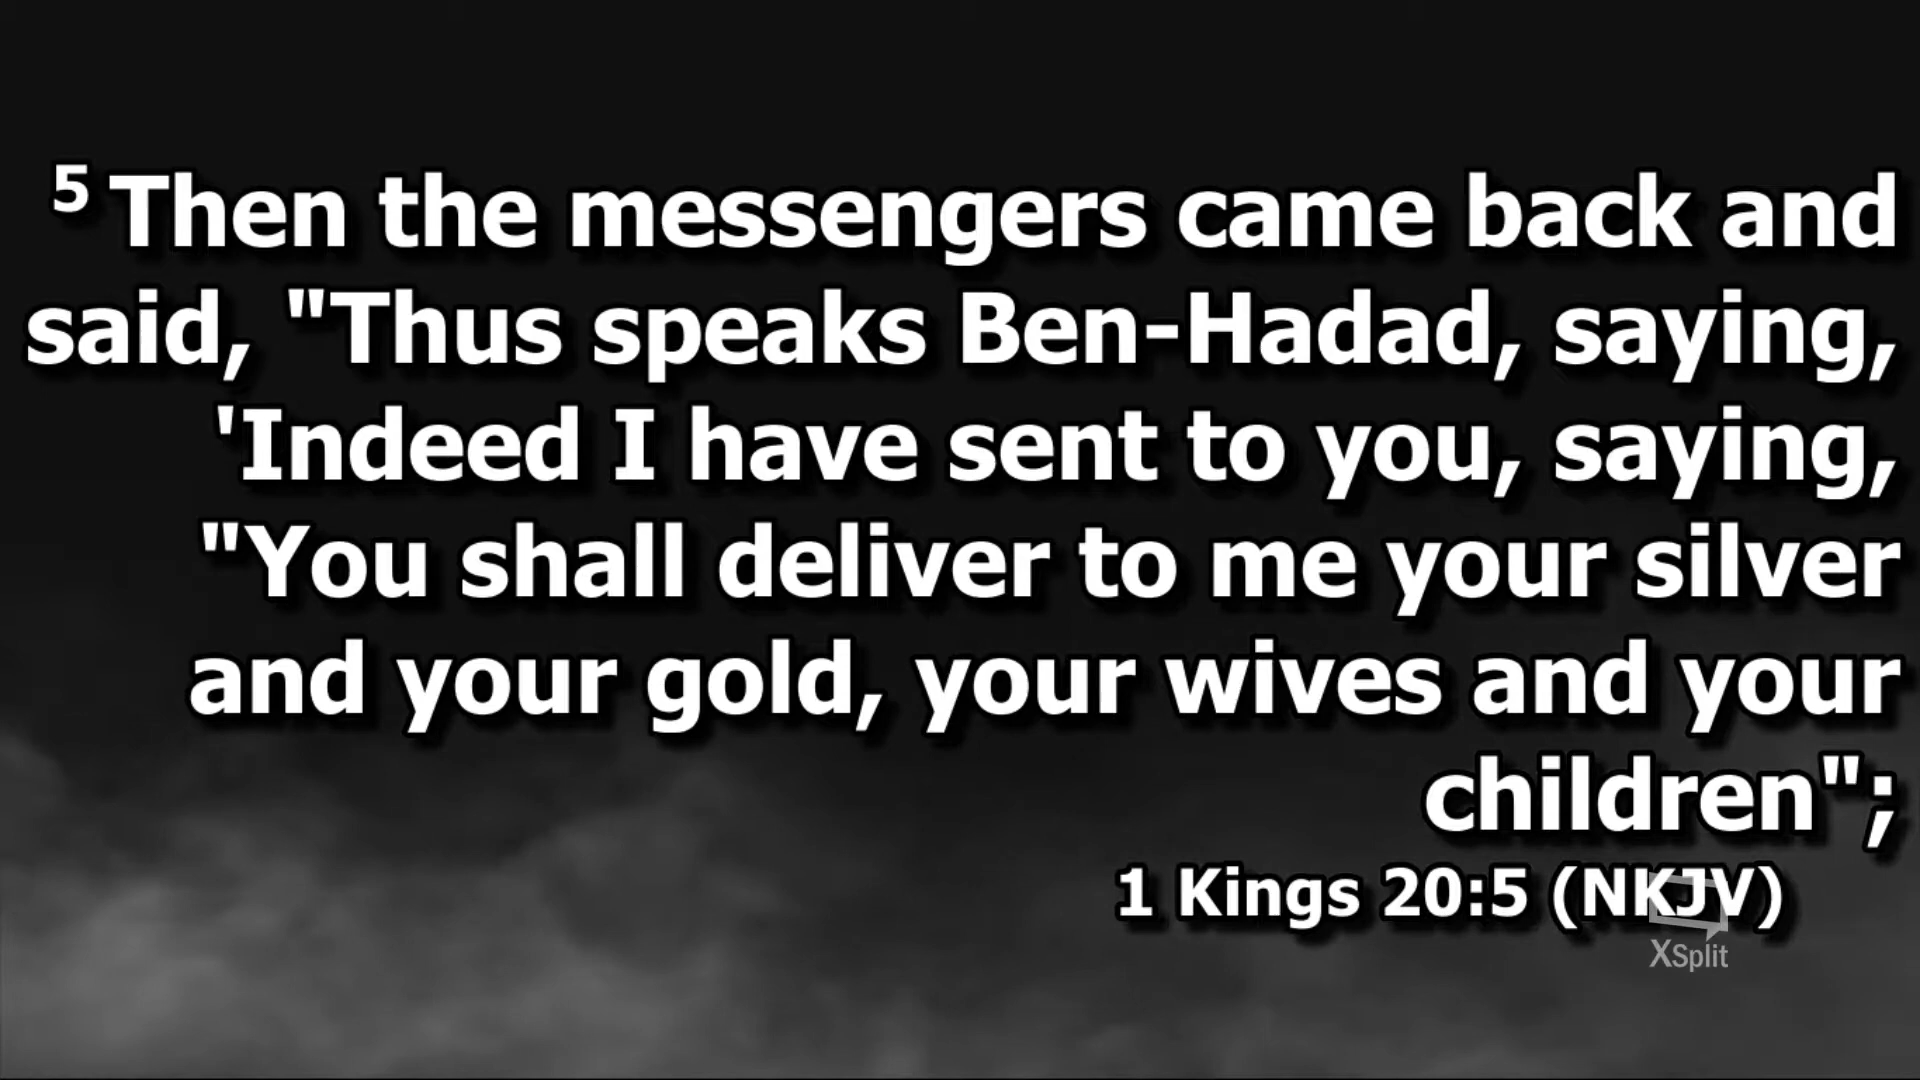 5 Then the messengers came back and
said, "Thus speaks Ben-Hadad, saying,
'Indeed I have sent to you, saying,
"You shall deliver to me your silver
and your gold, your wives and your
children";
1 Kings 20:5 (NKJV)
XSplit